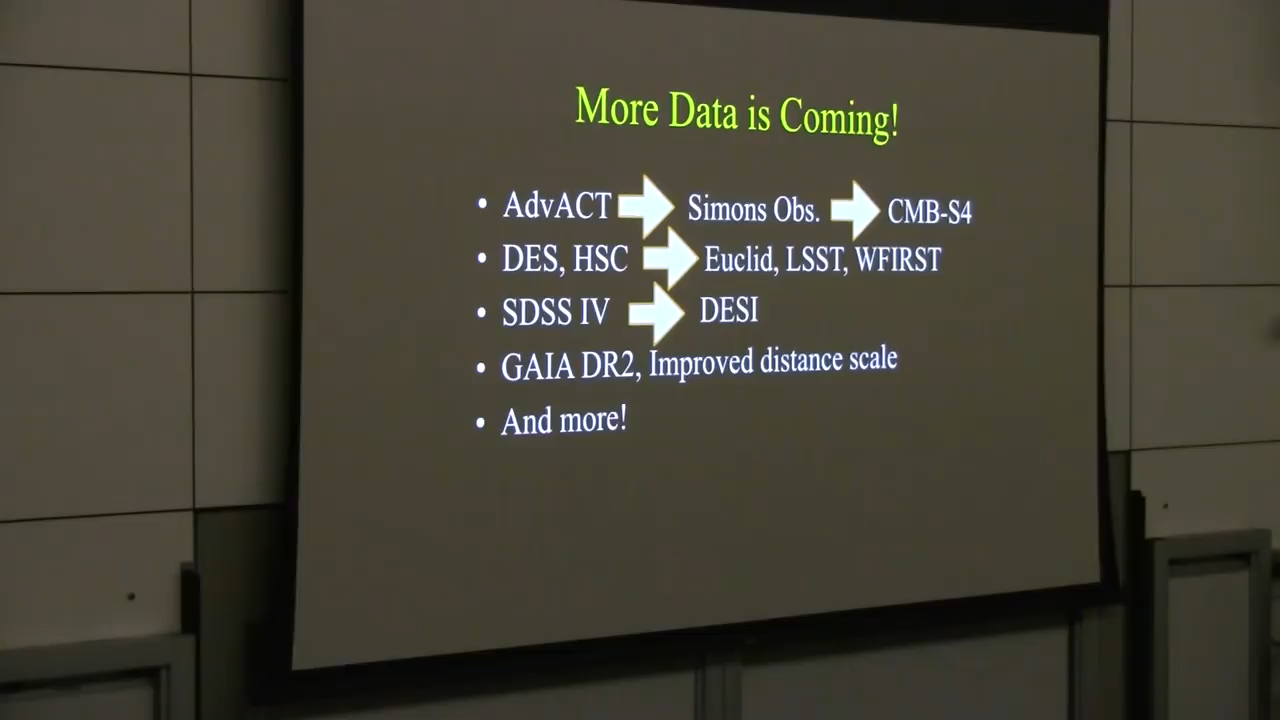 More Data is Coming!
• AdvACT Simons Obs. CMB-S4
• DES, HSC Euclid, LSST, WFIRST
• SDSS IV DESI
• GAIA DR2, Improved distance scale
• And more!